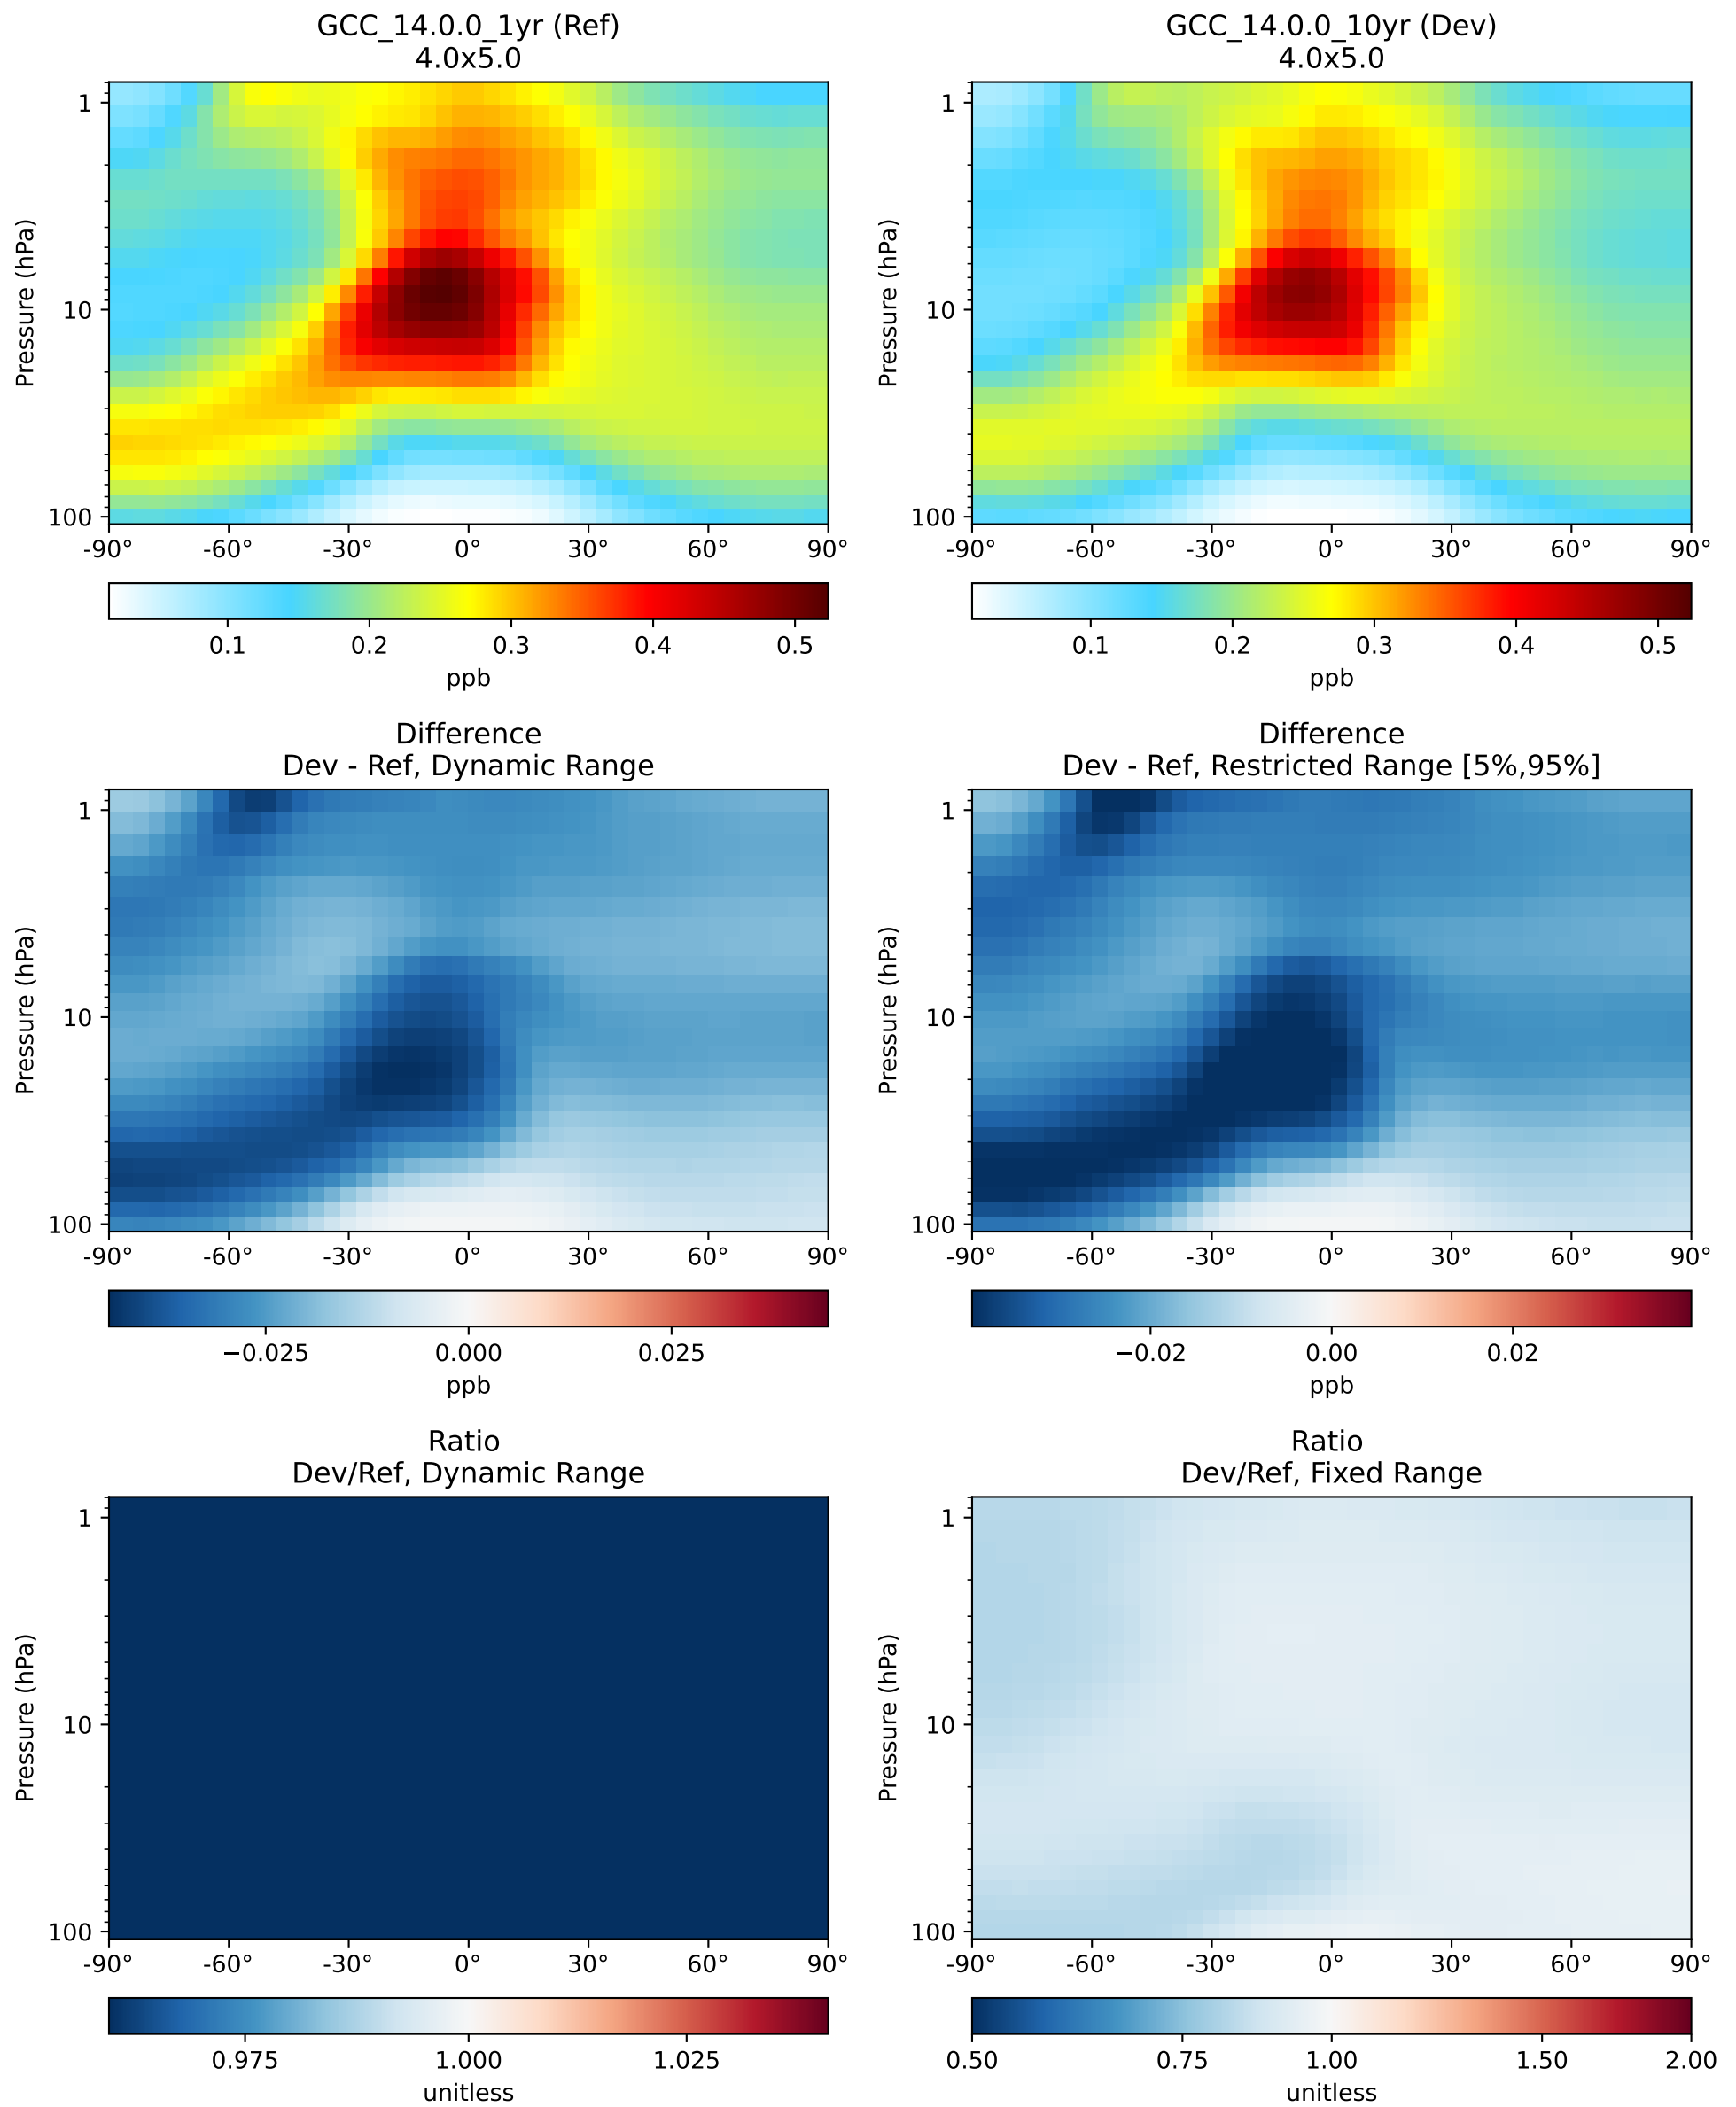 GCC_14.0.0_1yr (Ref)
4.0x5.0
GCC_14.0.0_10yr (Dev)
4.0x5.0
Pressure (hPa)
1
10
100
-90° -60° -30° 0° 30° 60° 90°
0.1 0.2 0.3 0.4 0.5
ppb
Pressure (hPa)
1
10
100
-90° -60° -30° 0° 30° 60° 90°
0.1 0.2 0.3 0.4 0.5
ppb
Difference
Dev - Ref, Dynamic Range
Pressure (hPa)
1
10
100
-90° -60° -30° 0° 30° 60° 90°
−0.025 0.000 0.025
ppb
Difference
Dev - Ref, Restricted Range [5%,95%]
Pressure (hPa)
1
10
100
-90° -60° -30° 0° 30° 60° 90°
−0.02 0.00 0.02
ppb
Ratio
Dev/Ref, Dynamic Range
Pressure (hPa)
1
10
100
-90° -60° -30° 0° 30° 60° 90°
0.975 1.000 1.025
unitless
Ratio
Dev/Ref, Fixed Range
Pressure (hPa)
1
10
100
-90° -60° -30° 0° 30° 60° 90°
0.50 0.75 1.00 1.50 2.00
unitless